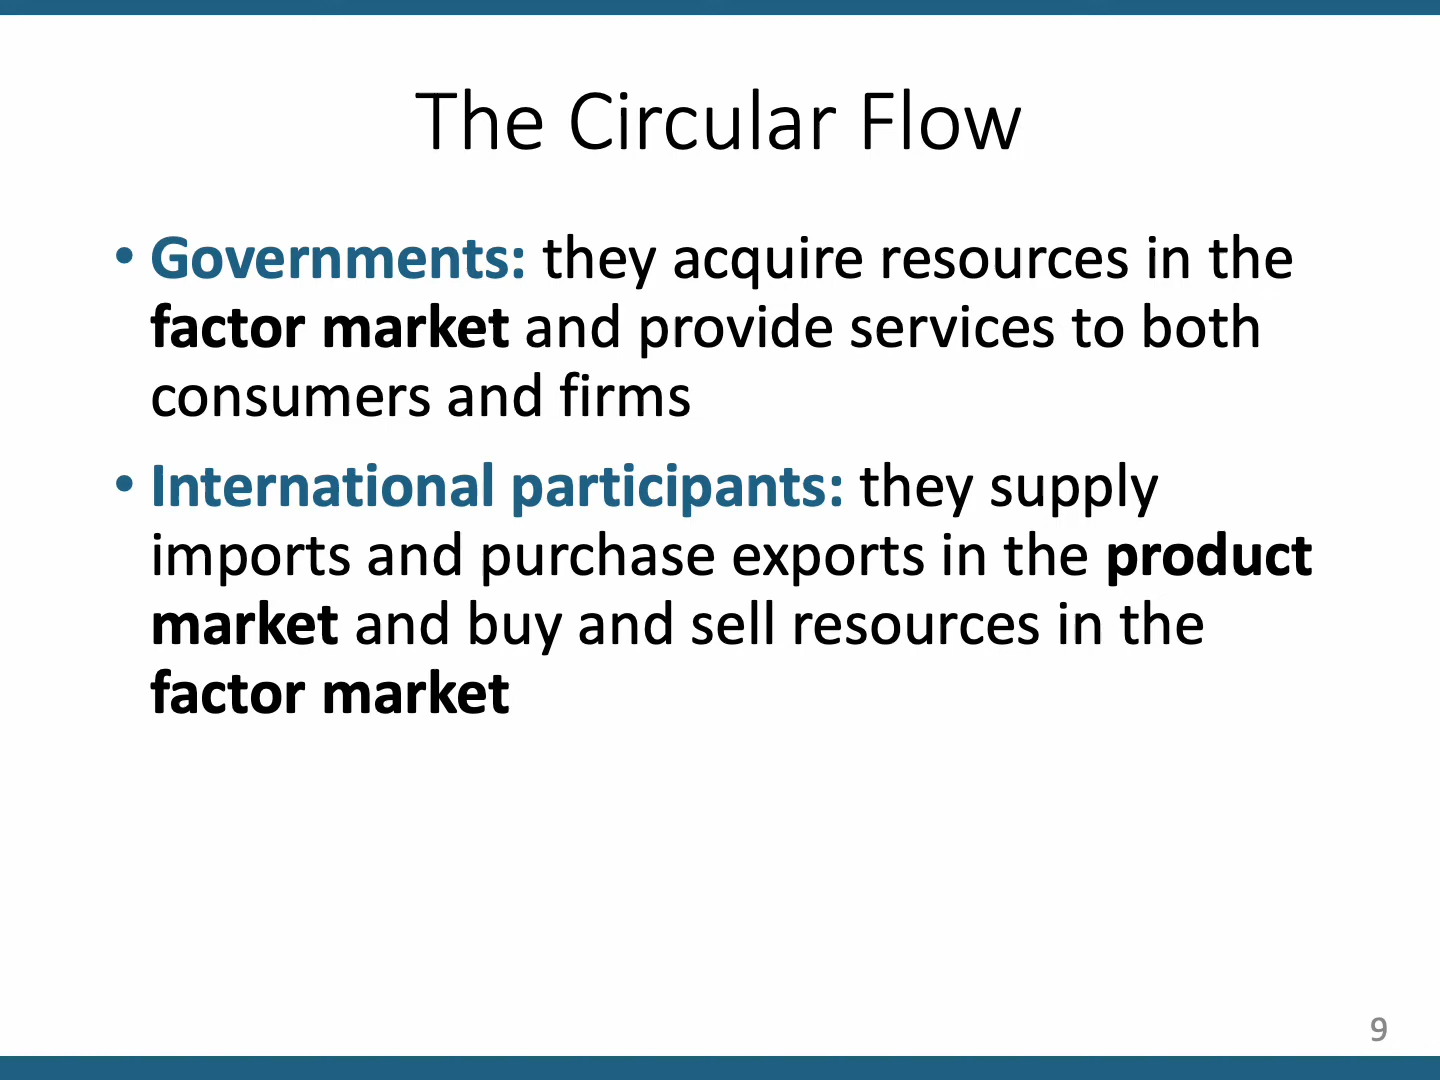 The Circular Flow
• Governments: they acquire resources in the
factor market and provide services to both
consumers and firms
• International participants: they supply
imports and purchase exports in the product
market and buy and sell resources in the
factor market
9